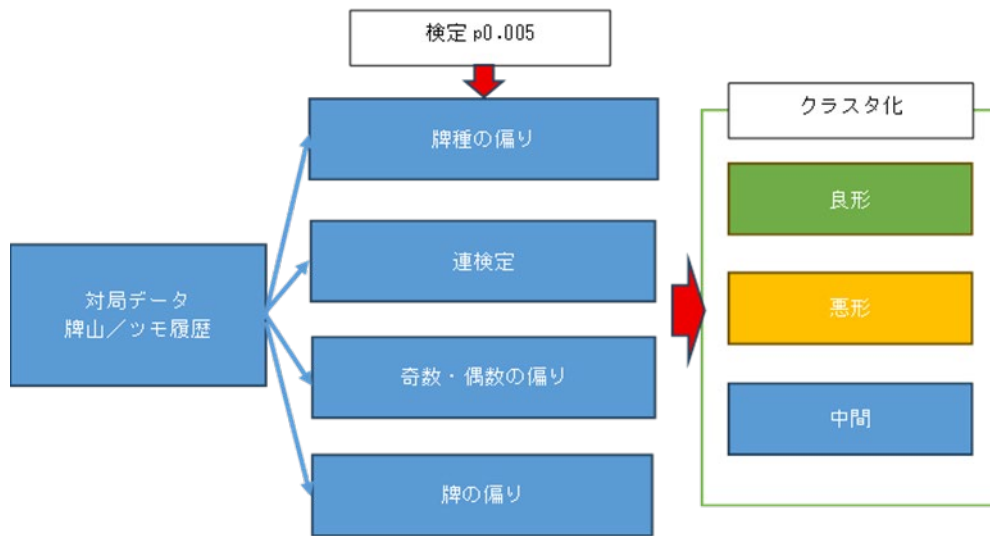 検定 p0.005
牌種の偏り
連検定
奇数・偶数の偏り
牌の偏り
対局データ
牌山／ツモ履歴
クラスタ化
良形
悪形
中間